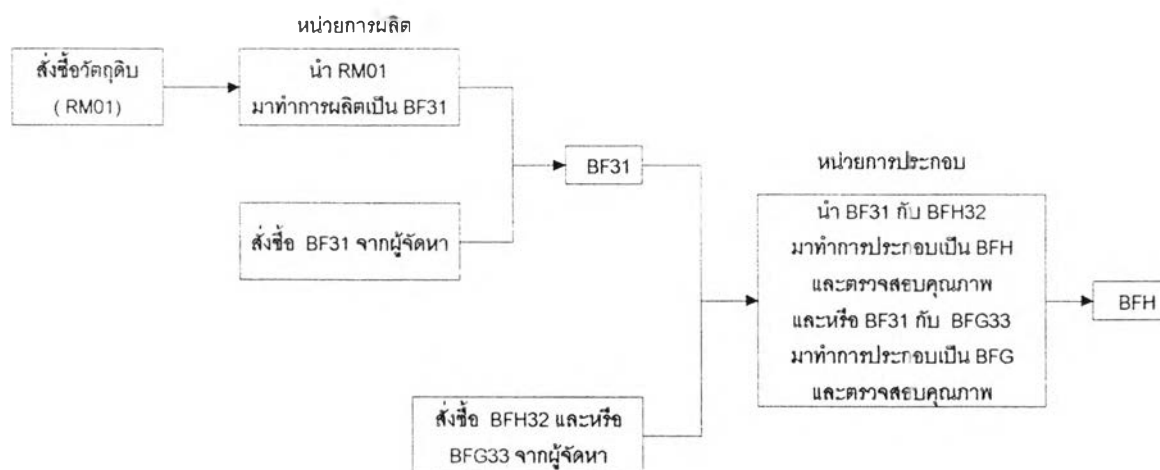 หน่วยการผลิต
สั่งซื้อวัตถุดิบ
( RM01)
นำ RM01
มาทำการผลิตเป็น BF31
BF31
สั่งซื้อ BF31 จากผู้จัดหา
หน่วยการประกอบ
นำ BF31 กับ BFH32
มาทำการประกอบเป็น BFH
และตรวจสอบคุณภาพ
และหรือ BF31 กับ BFG33
มาทำการประกอบเป็น BFG
และตรวจสอบคุณภาพ
BFH
สั่งซื้อ BFH32 และหรือ
BFG33 จากผู้จัดหา